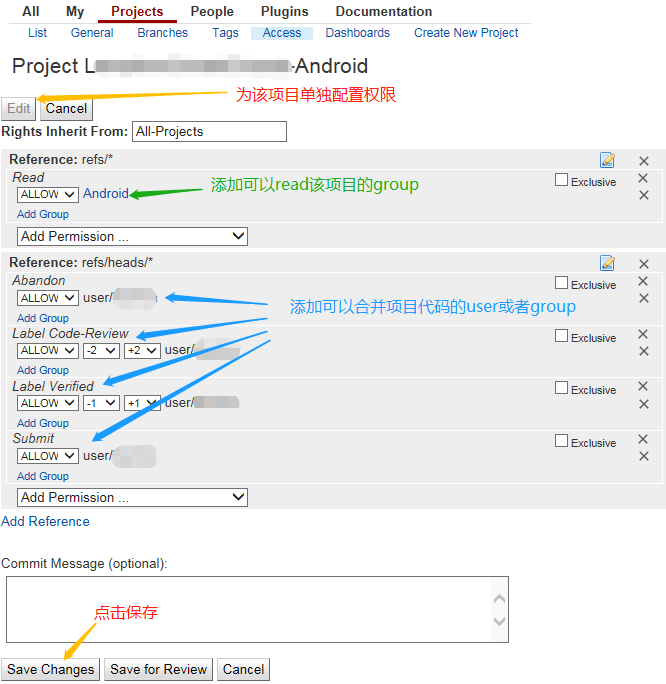 All My Projects People Plugins Documentation
List General Branches Tags Access Dashboards Create New Project
Project L -Android
Edit Cancel 为该项目单独配置权限
Rights Inherit From: All-Projects
Reference: refs/*
Read
ALLOW Android 添加可以read该项目的group Exclusive
Add Group
Add Permission ...
Reference: refs/heads/*
Abandon
ALLOW user/ 添加可以合并项目代码的user或者group Exclusive
Add Group
Label Code-Review
ALLOW -2 +2 user/ Exclusive
Add Group
Label Verified
ALLOW -1 +1 user/ Exclusive
Add Group
Submit
ALLOW user/ Exclusive
Add Group
Add Permission ...
Add Reference
Commit Message (optional):
点击保存
Save Changes Save for Review Cancel